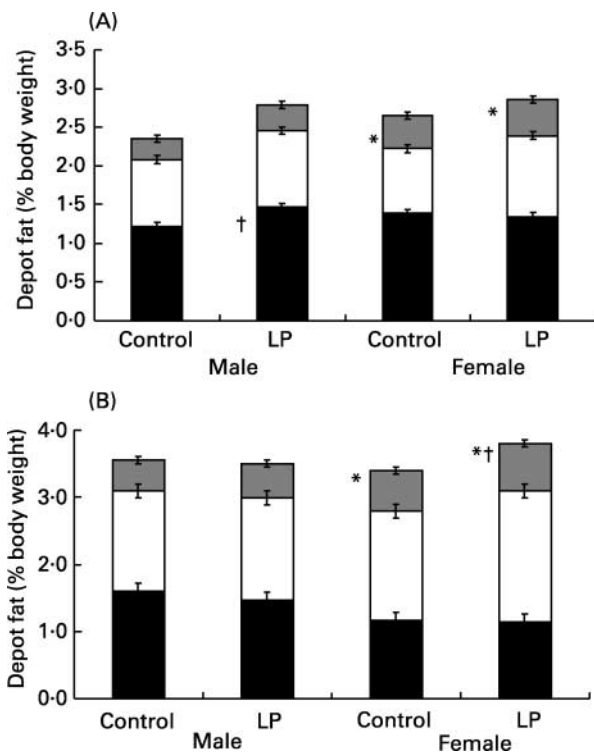 (A)
Depot fat (% body weight)
3·5
3·0
2·5
2·0
1·5
1·0
0·5
0·0
*
*
†
Control LP Control LP
Male Female
(B)
Depot fat (% body weight)
4·0
3·0
2·0
1·0
0·0
*
*†
Control LP Control LP
Male Female